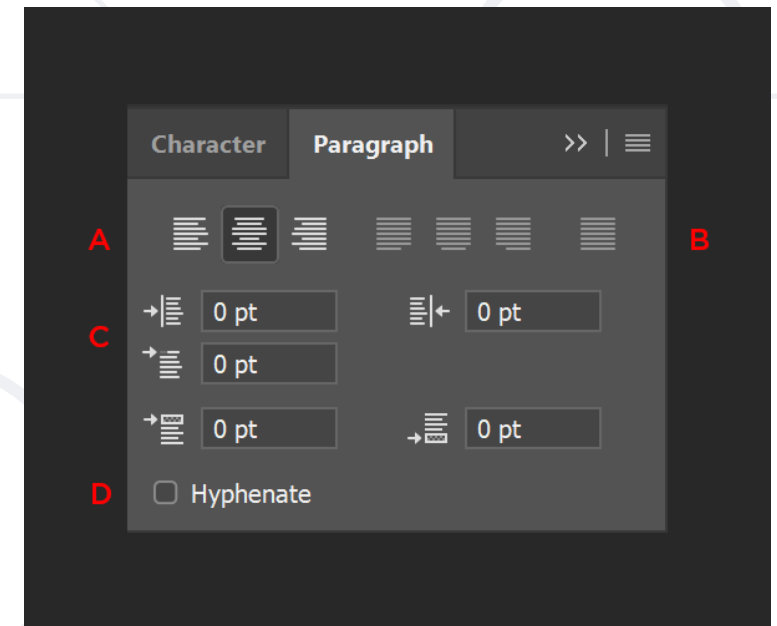 Character Paragraph
A B
C 0 pt 0 pt
0 pt
0 pt 0 pt
D Hyphenate